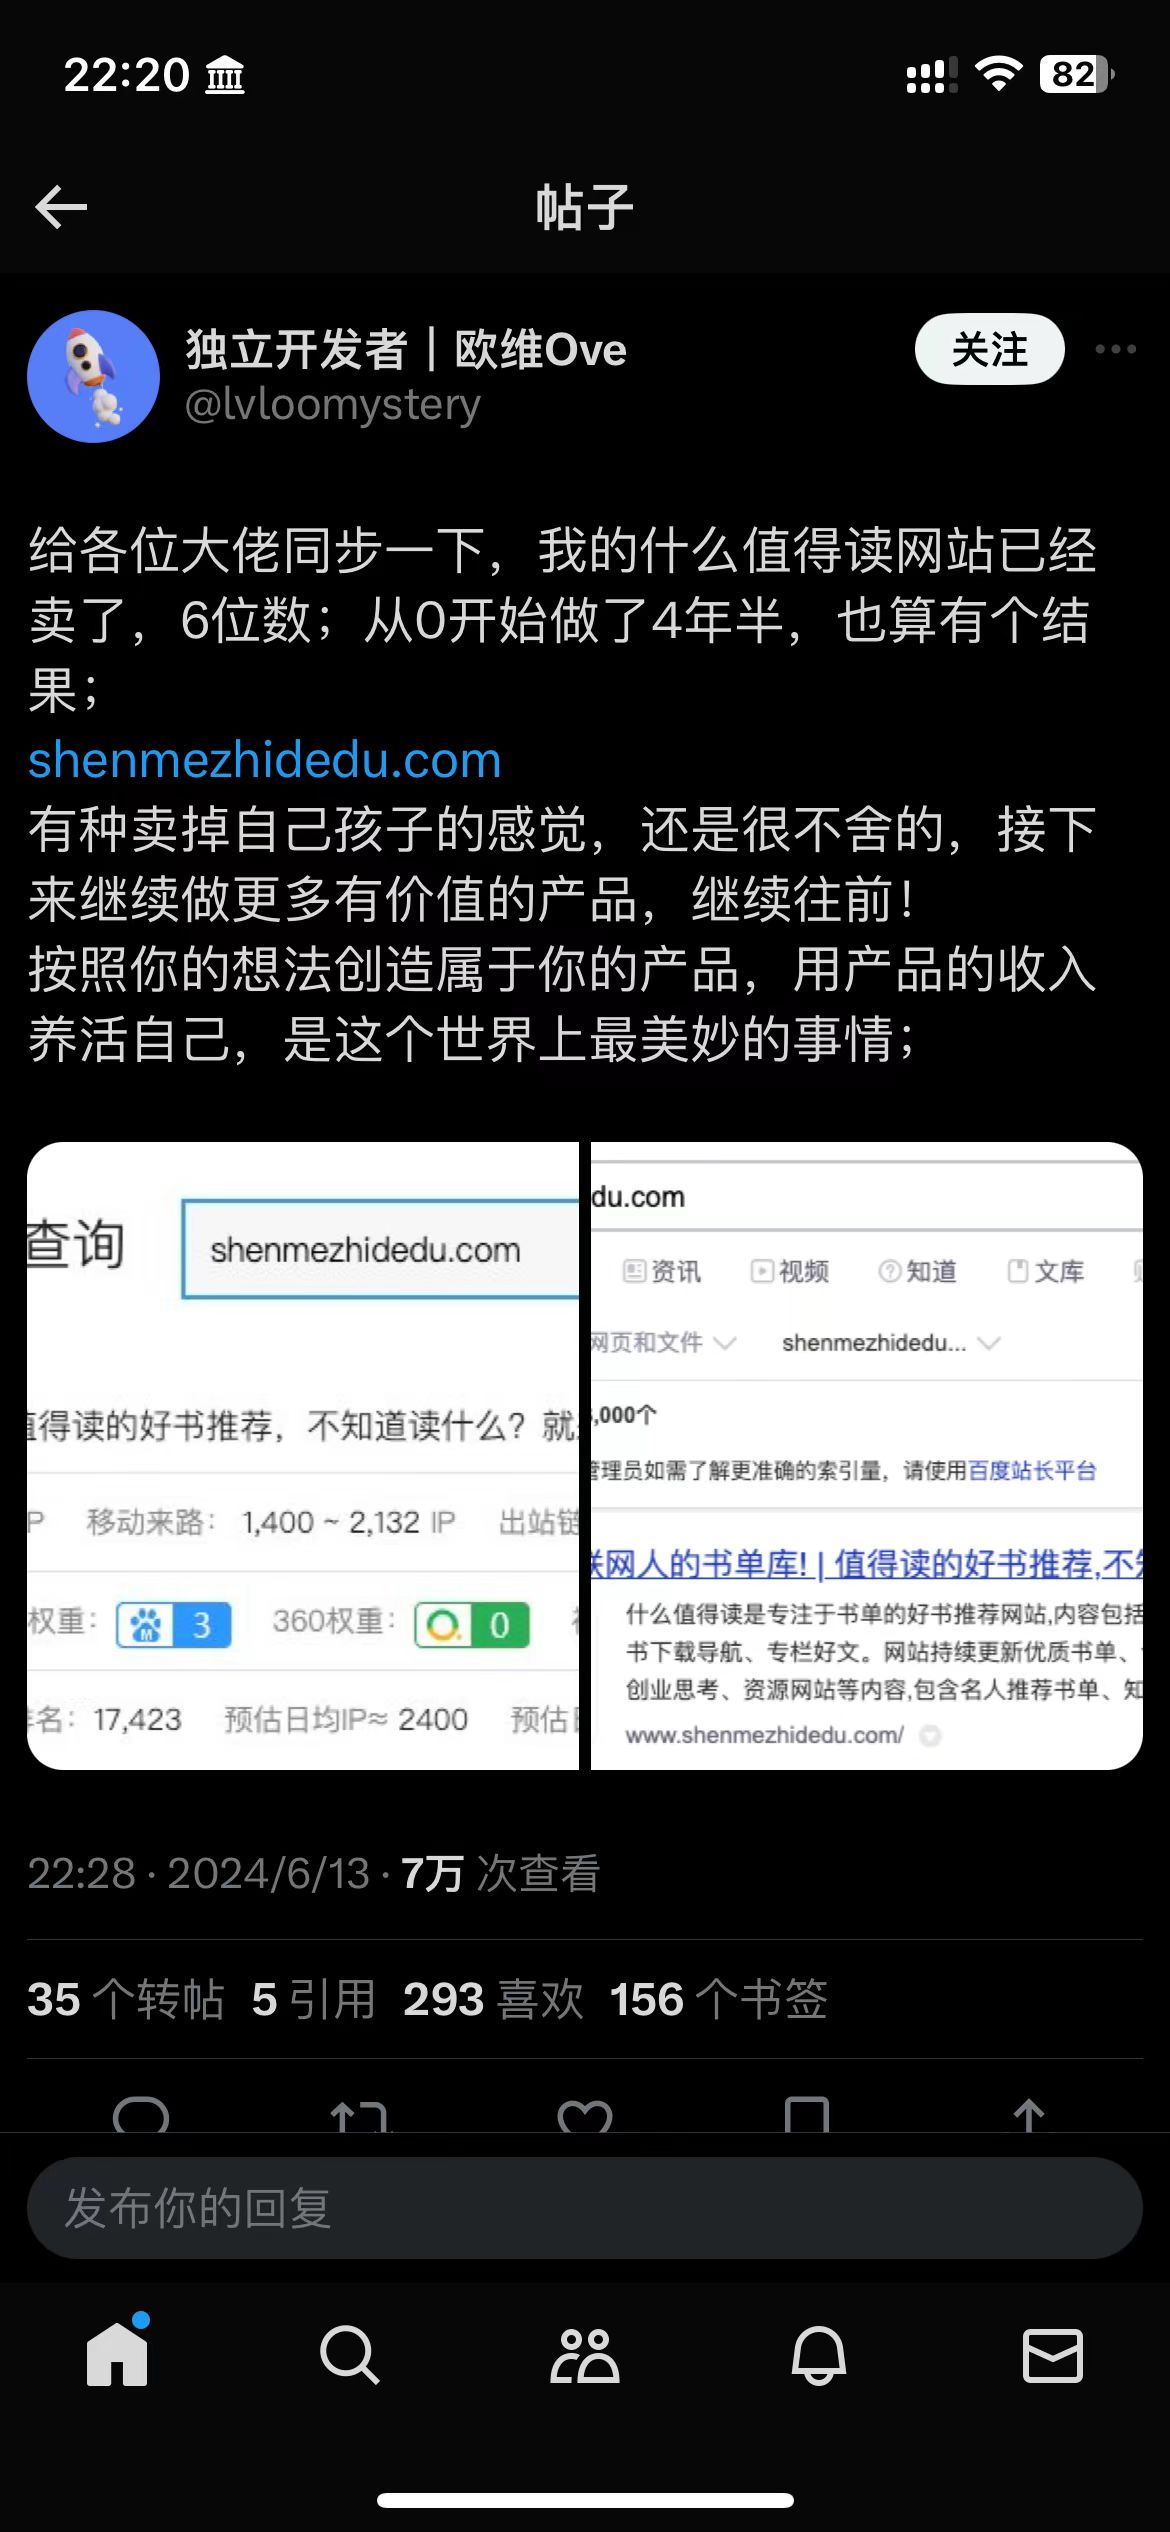 22:20
82
帖子
独立开发者｜欧维Ove
@lvloomystery
关注
给各位大佬同步一下，我的什么值得读网站已经
卖了，6位数；从0开始做了4年半，也算有个结
果；
shenmezhidedu.com
有种卖掉自己孩子的感觉，还是很不舍的，接下
来继续做更多有价值的产品，继续往前！
按照你的想法创造属于你的产品，用产品的收入
养活自己，是这个世界上最美妙的事情；
查询 shenmezhidedu.com
值得读的好书推荐，不知道读什么？就
P 移动来路： 1,400 ~ 2,132 IP 出站链
权重： 3 360权重： 0
名： 17,423 预估日均IP≈ 2400 预估
du.com
资讯 视频 知道 文库
网页和文件 shenmezhidedu...
,000个
管理员如需了解更准确的索引量，请使用百度站长平台
联网人的书单库! | 值得读的好书推荐,不知
什么值得读是专注于书单的好书推荐网站,内容包括
书下载导航、专栏好文。网站持续更新优质书单、
创业思考、资源网站等内容,包含名人推荐书单、知
www.shenmezhidedu.com/
22:28 · 2024/6/13 · 7万 次查看
35 个转帖 5 引用 293 喜欢 156 个书签
发布你的回复